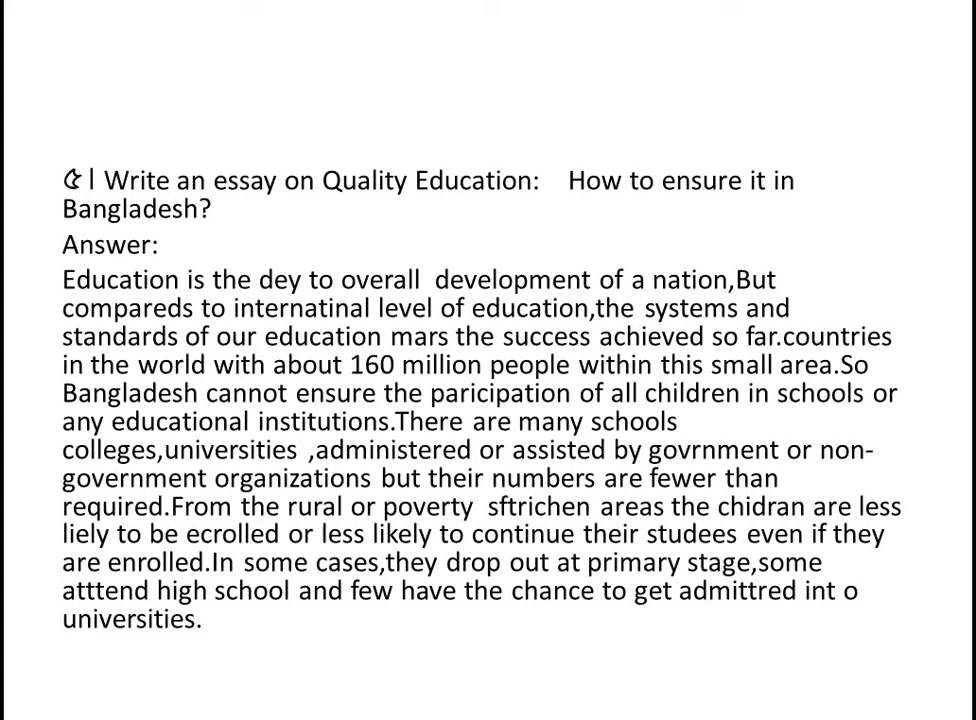 ৫। Write an essay on Quality Education: How to ensure it in
Bangladesh?
Answer:
Education is the dey to overall development of a nation,But
compareds to internatinal level of education,the systems and
standards of our education mars the success achieved so far.countries
in the world with about 160 million people within this small area.So
Bangladesh cannot ensure the paricipation of all children in schools or
any educational institutions.There are many schools
colleges,universities ,administered or assisted by govrnment or non-
government organizations but their numbers are fewer than
required.From the rural or poverty sftrichen areas the chidran are less
liely to be ecrolled or less likely to continue their studees even if they
are enrolled.In some cases,they drop out at primary stage,some
atttend high school and few have the chance to get admittred int o
universities.